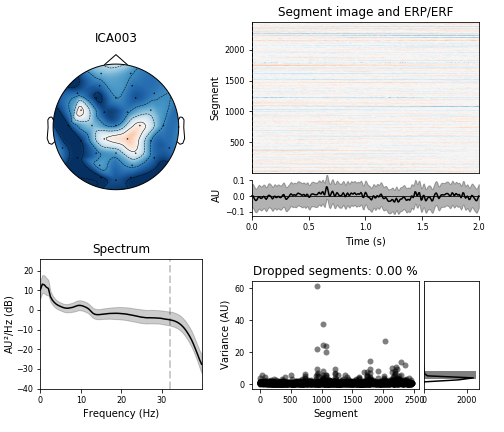 ICA003
Segment image and ERP/ERF
Segment
2000
1500
1000
500
AU
0.1
0.0
−0.1
0.0 0.5 1.0 1.5 2.0
Time (s)
Spectrum
AU²/Hz (dB)
20
10
0
−10
−20
−30
−40
0 10 20 30
Frequency (Hz)
Dropped segments: 0.00 %
Variance (AU)
60
40
20
0
0 500 1000 1500 2000 2500
Segment
0 2000